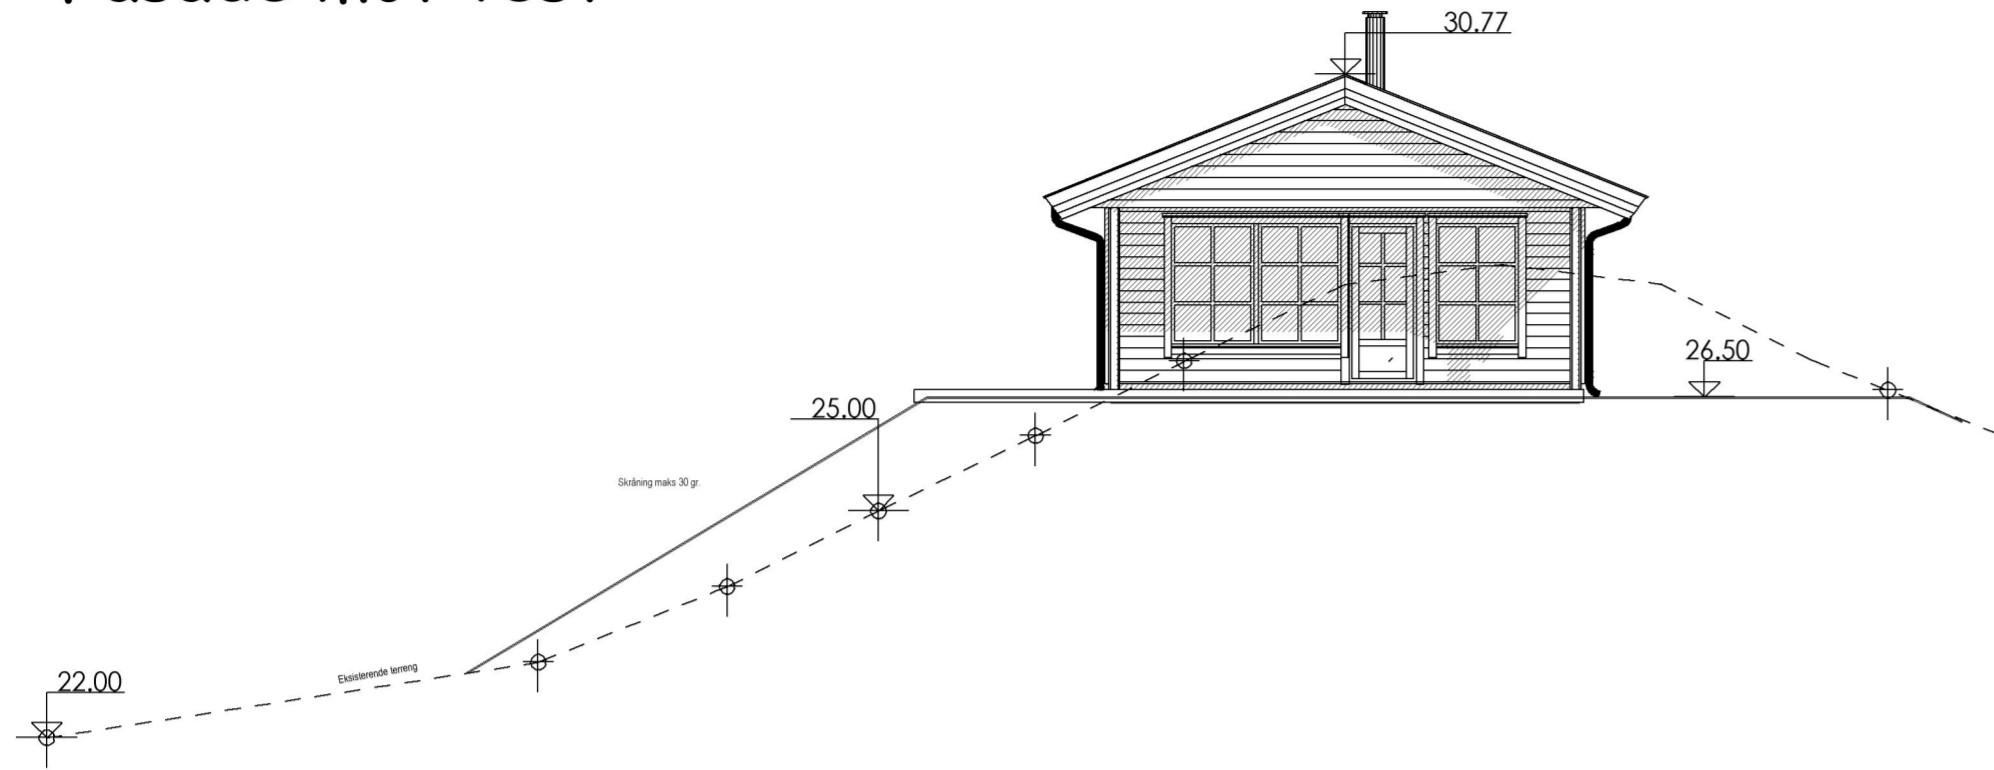 30.77
26.50
25.00
Skråning maks 30 gr.
Eksisterende terreng
22.00